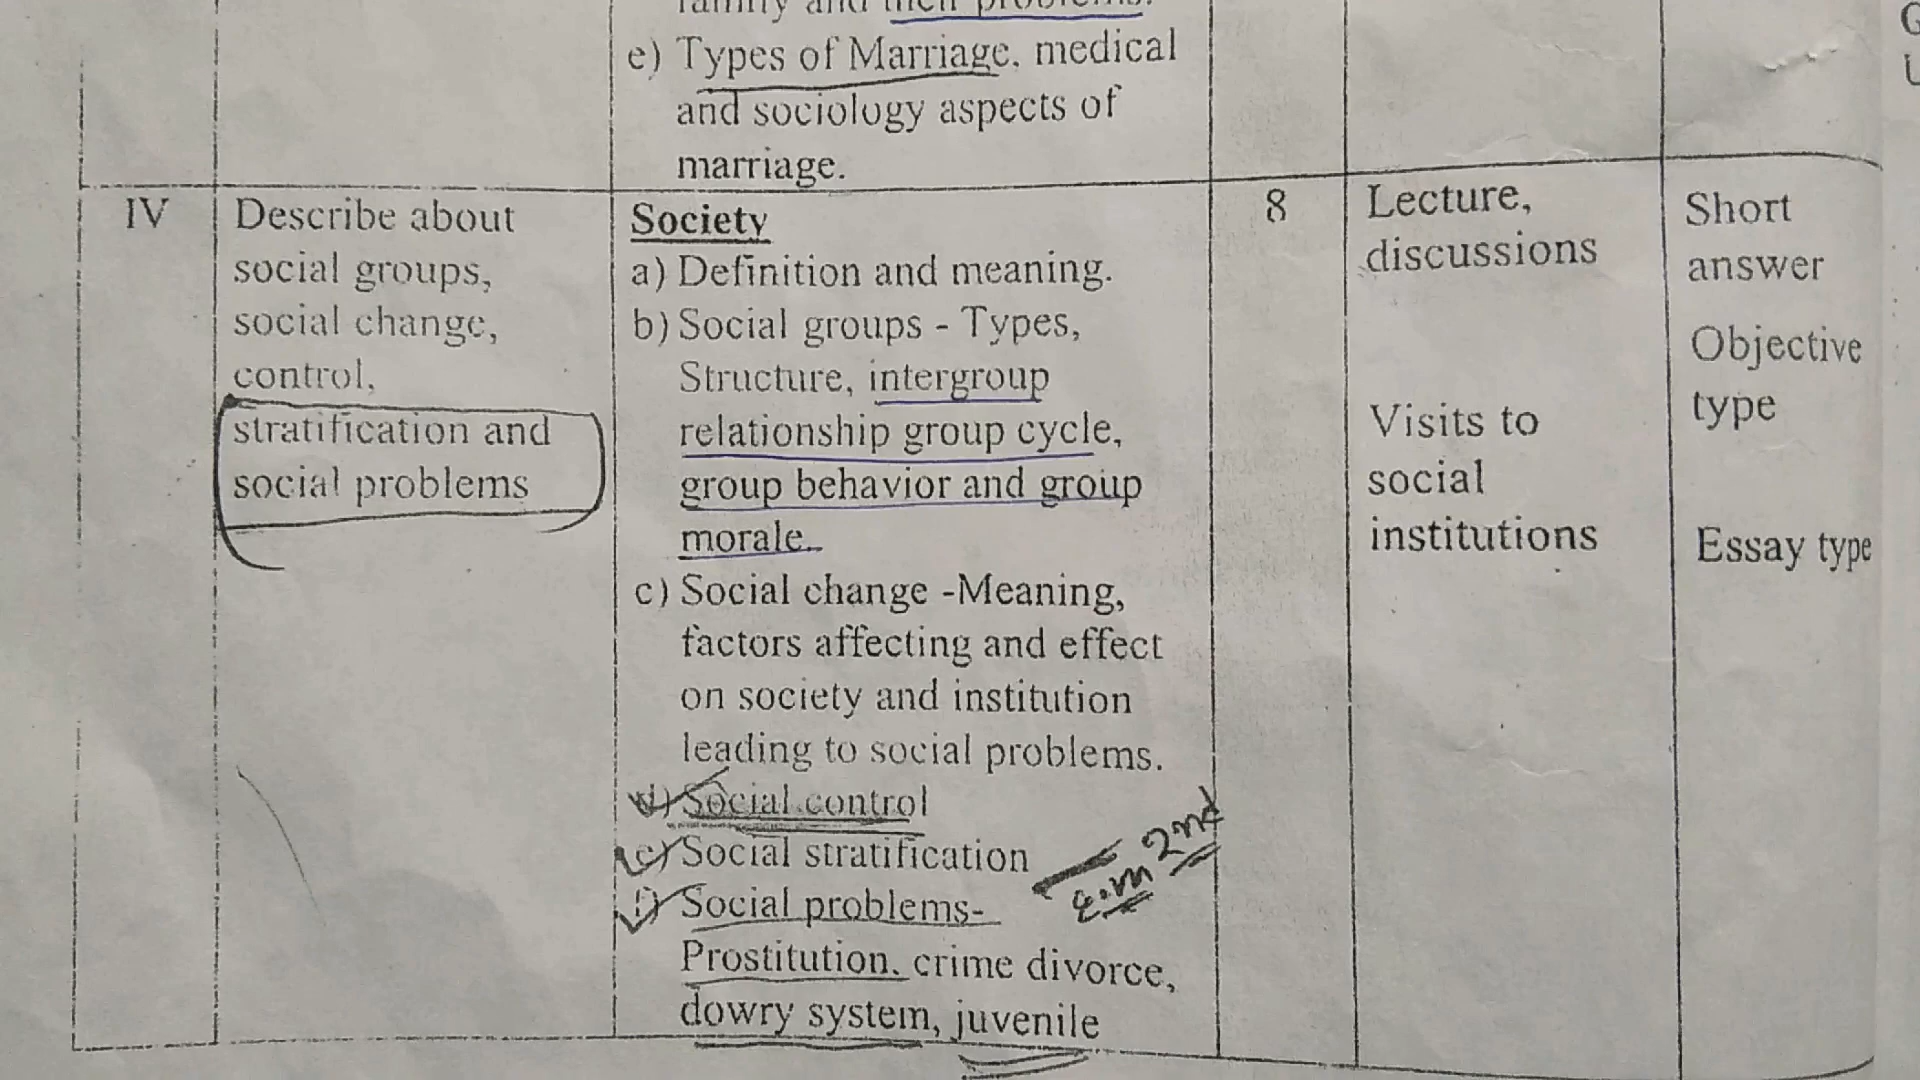 their problems.
e) Types of Marriage, medical
and sociology aspects of
marriage.
IV
Describe about
social groups,
social change,
control,
stratification and
social problems
Society
a) Definition and meaning.
b) Social groups - Types,
Structure, intergroup
relationship group cycle,
group behavior and group
morale.
c) Social change -Meaning,
factors affecting and effect
on society and institution
leading to social problems.
d) Social control
e) Social stratification
f) Social problems-
Prostitution, crime divorce,
dowry system, juvenile
2nd
8
Lecture,
discussions
Visits to
social
institutions
Short
answer
Objective
type
Essay type